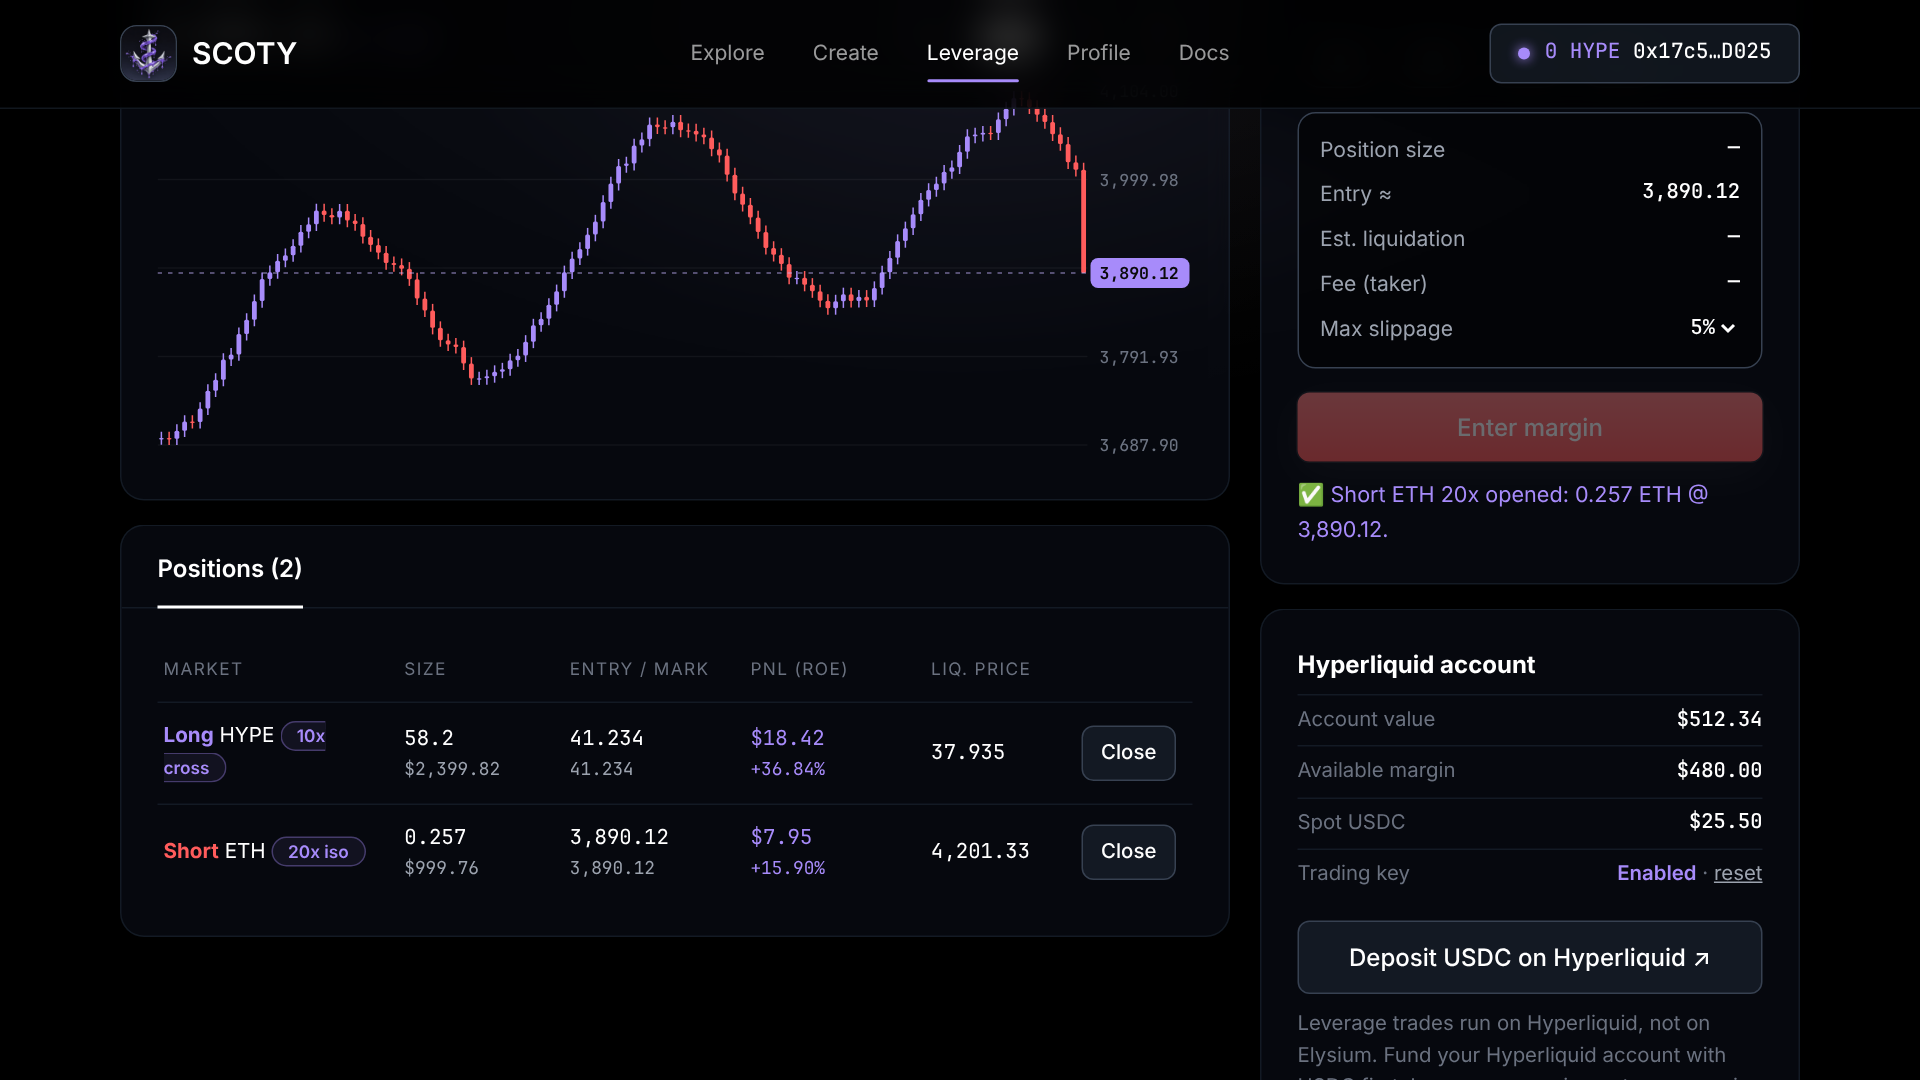 SCOTY
Explore
Create
Leverage
Profile
Docs
0 HYPE 0x17c5…D025
3,999.98
3,890.12
3,791.93
3,687.90
Position size –
Entry ≈ 3,890.12
Est. liquidation –
Fee (taker) –
Max slippage 5%
Enter margin
✅ Short ETH 20x opened: 0.257 ETH @
3,890.12.
Positions (2)
MARKET SIZE ENTRY / MARK PNL (ROE) LIQ. PRICE
Long HYPE 10x
cross
58.2
$2,399.82
41.234
41.234
$18.42
+36.84%
37.935
Close
Short ETH 20x iso
0.257
$999.76
3,890.12
3,890.12
$7.95
+15.90%
4,201.33
Close
Hyperliquid account
Account value $512.34
Available margin $480.00
Spot USDC $25.50
Trading key Enabled · reset
Deposit USDC on Hyperliquid ↗
Leverage trades run on Hyperliquid, not on
Elysium. Fund your Hyperliquid account with